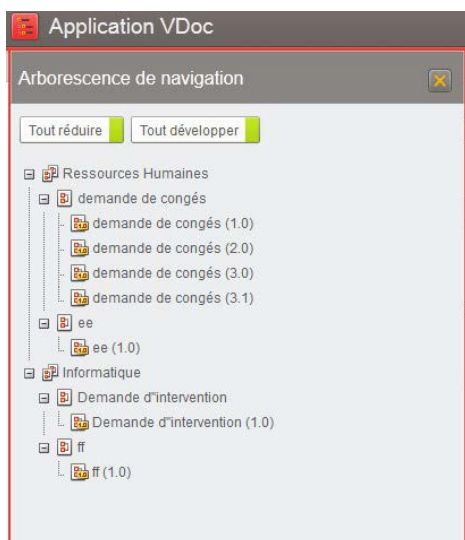 Application VDoc
Arborescence de navigation
Tout réduire Tout développer
Ressources Humaines
demande de congés
demande de congés (1.0)
demande de congés (2.0)
demande de congés (3.0)
demande de congés (3.1)
ee
ee (1.0)
Informatique
Demande d"intervention
Demande d"intervention (1.0)
ff
ff (1.0)